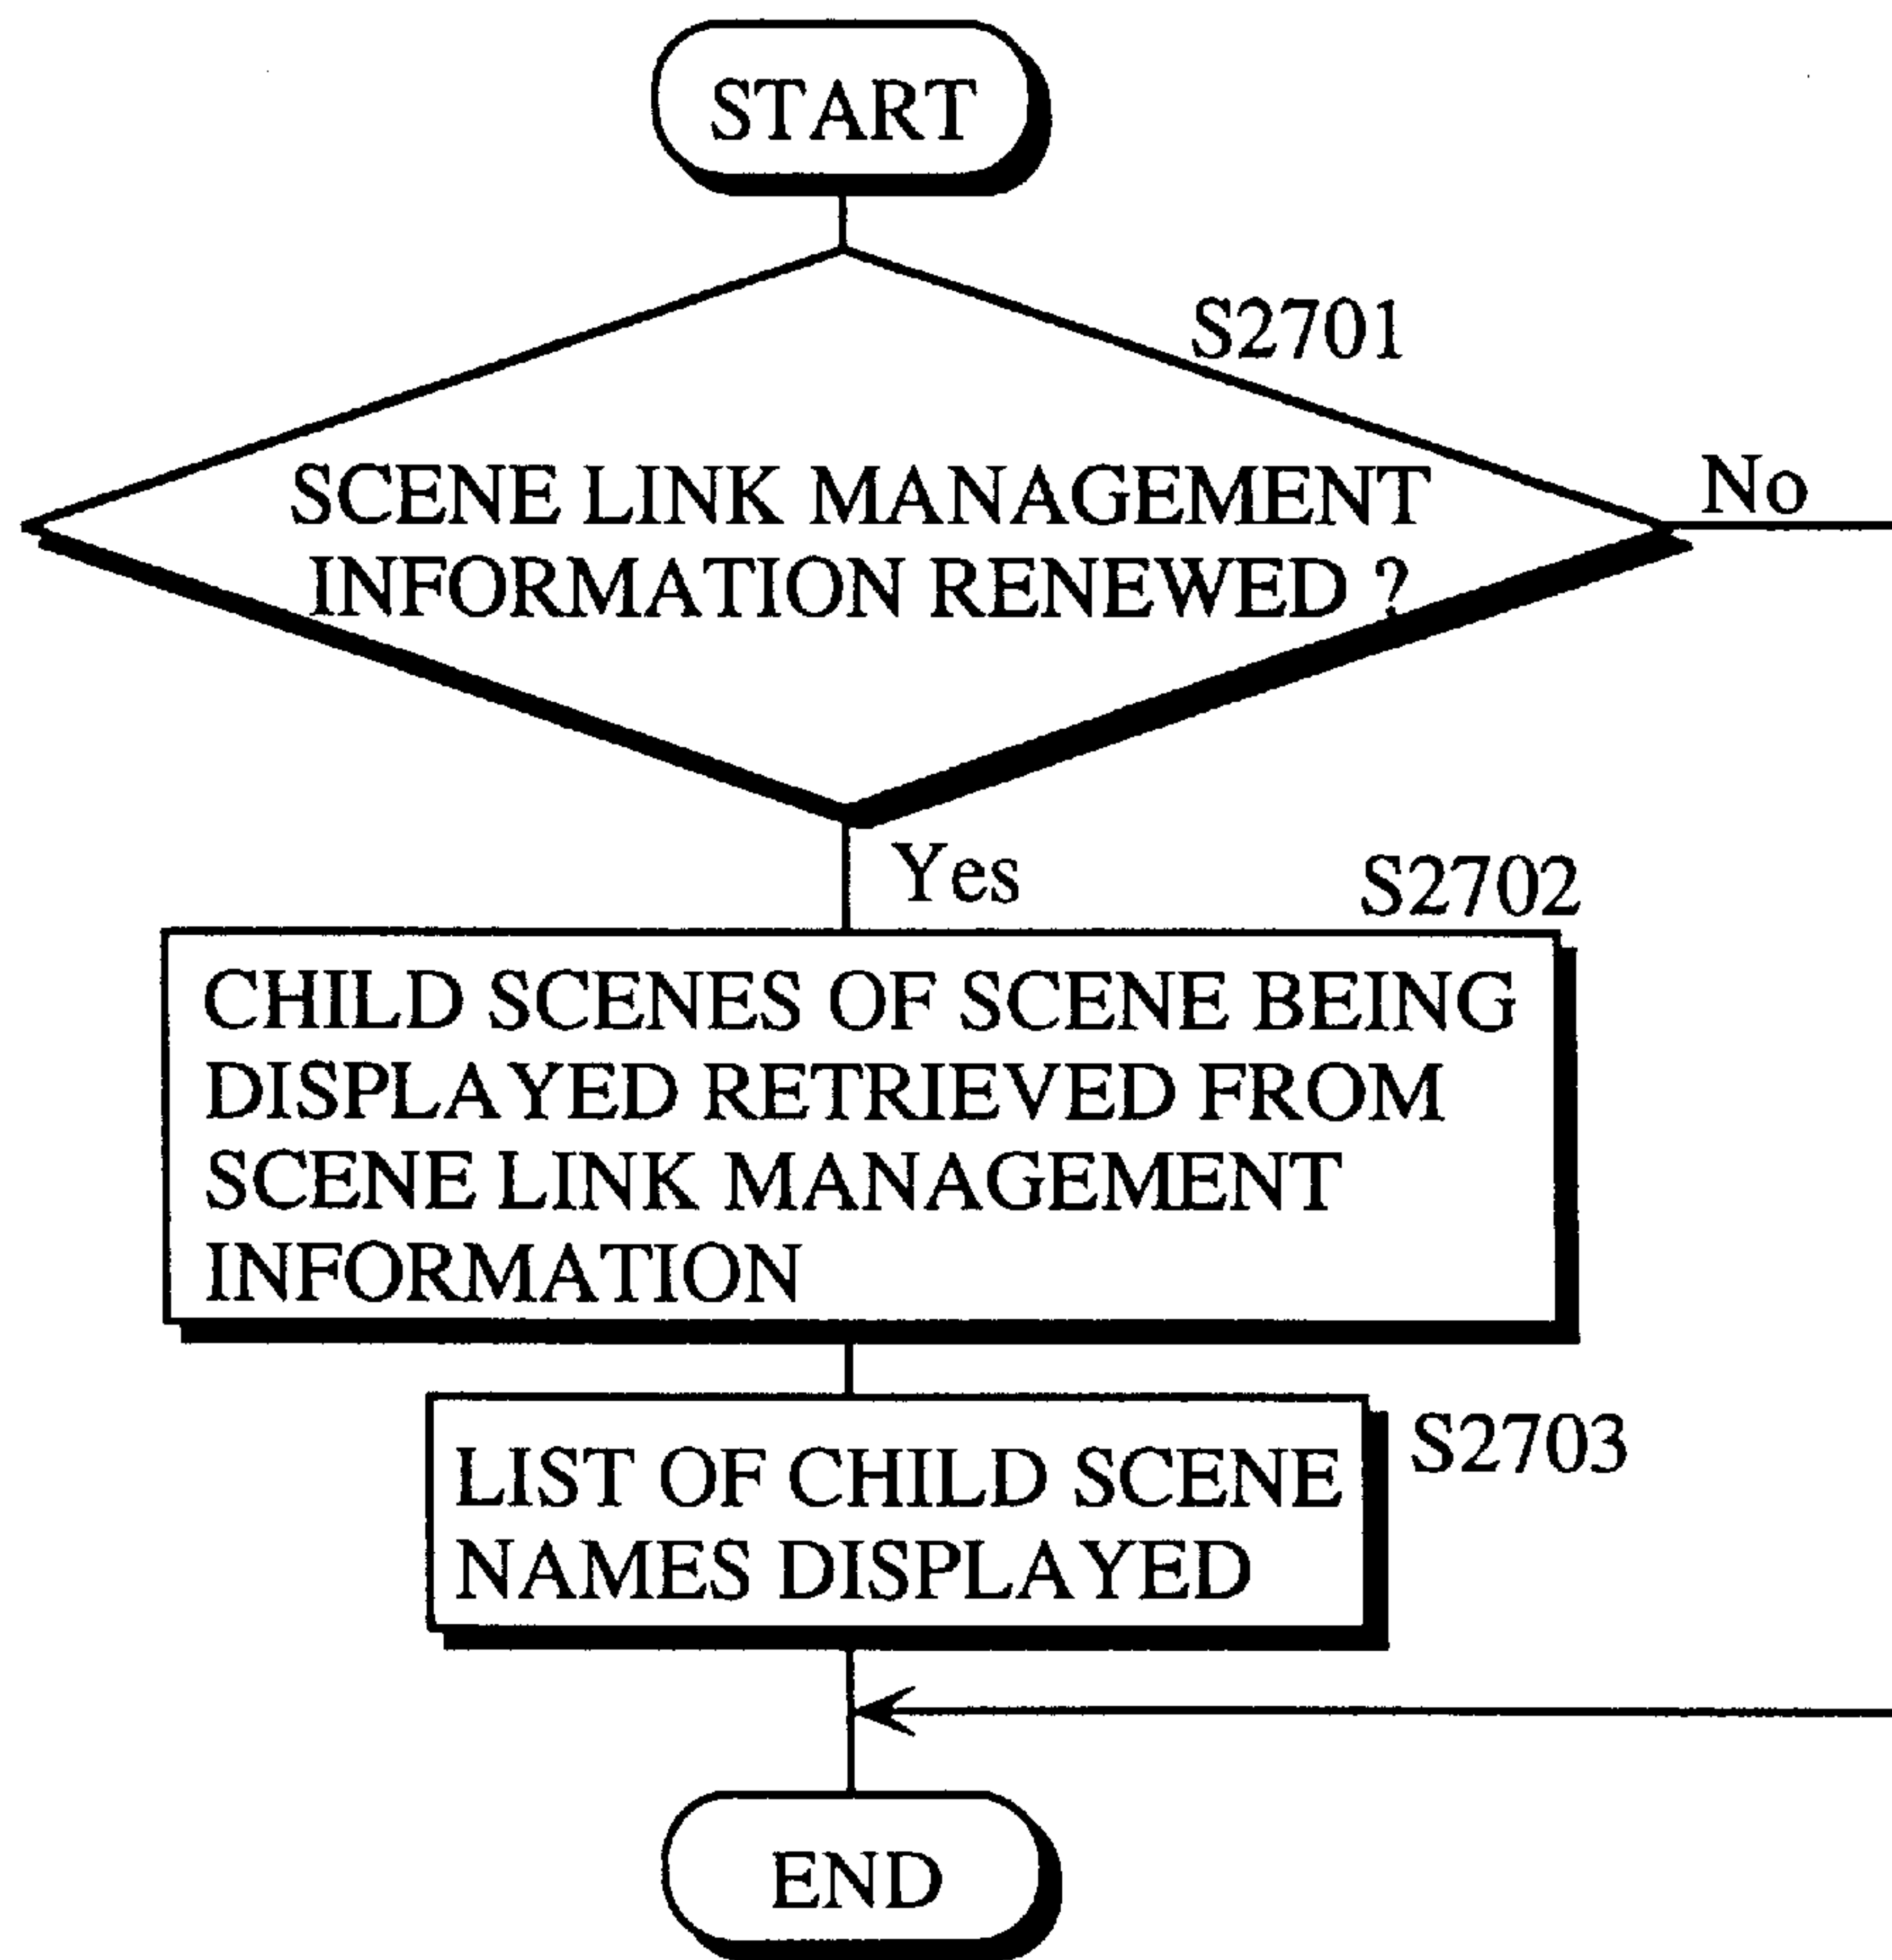 START
S2701
SCENE LINK MANAGEMENT
INFORMATION RENEWED ?
No
Yes
S2702
CHILD SCENES OF SCENE BEING
DISPLAYED RETRIEVED FROM
SCENE LINK MANAGEMENT
INFORMATION
S2703
LIST OF CHILD SCENE
NAMES DISPLAYED
END